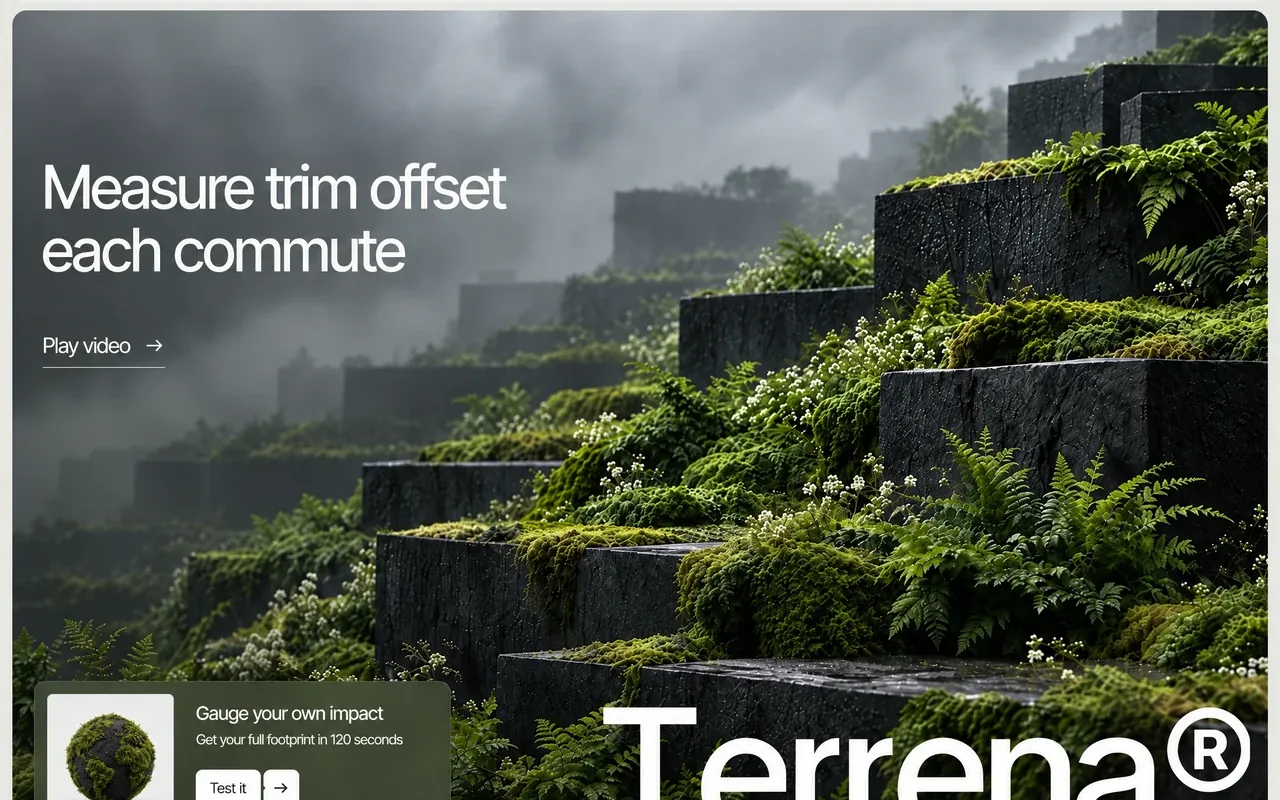 Measure trim offset
each commute
Play video →
Gauge your own impact
Get your full footprint in 120 seconds
Test it →
Terrena®